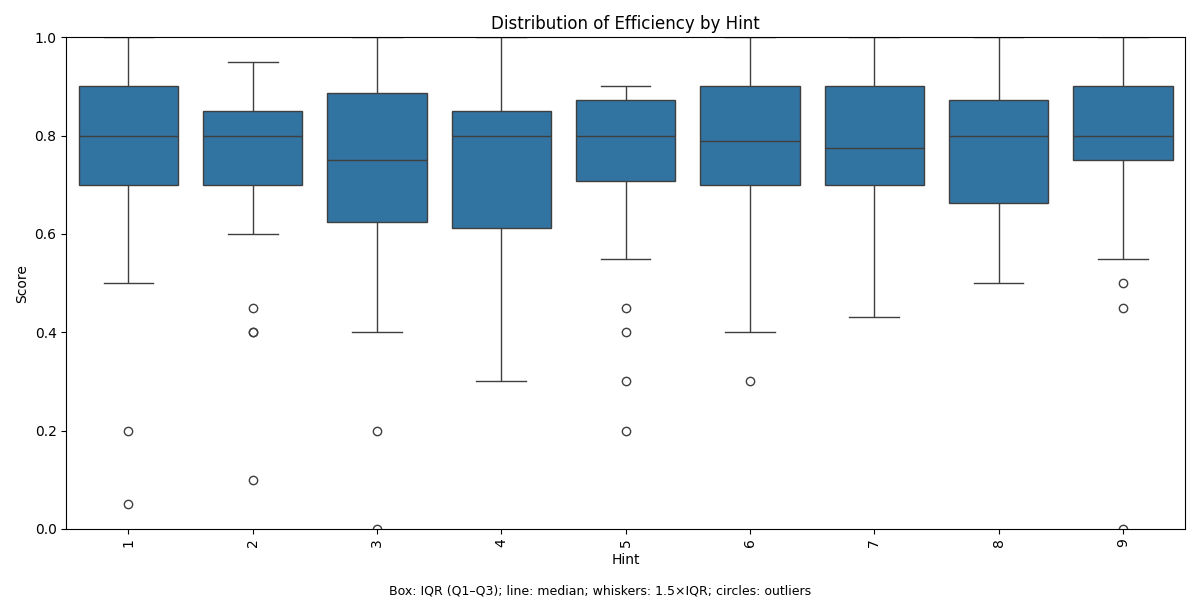 Distribution of Efficiency by Hint
1.0
0.8
0.6
0.4
0.2
0.0
Score
1 2 3 4 5 6 7 8 9
Hint
Box: IQR (Q1–Q3); line: median; whiskers: 1.5×IQR; circles: outliers